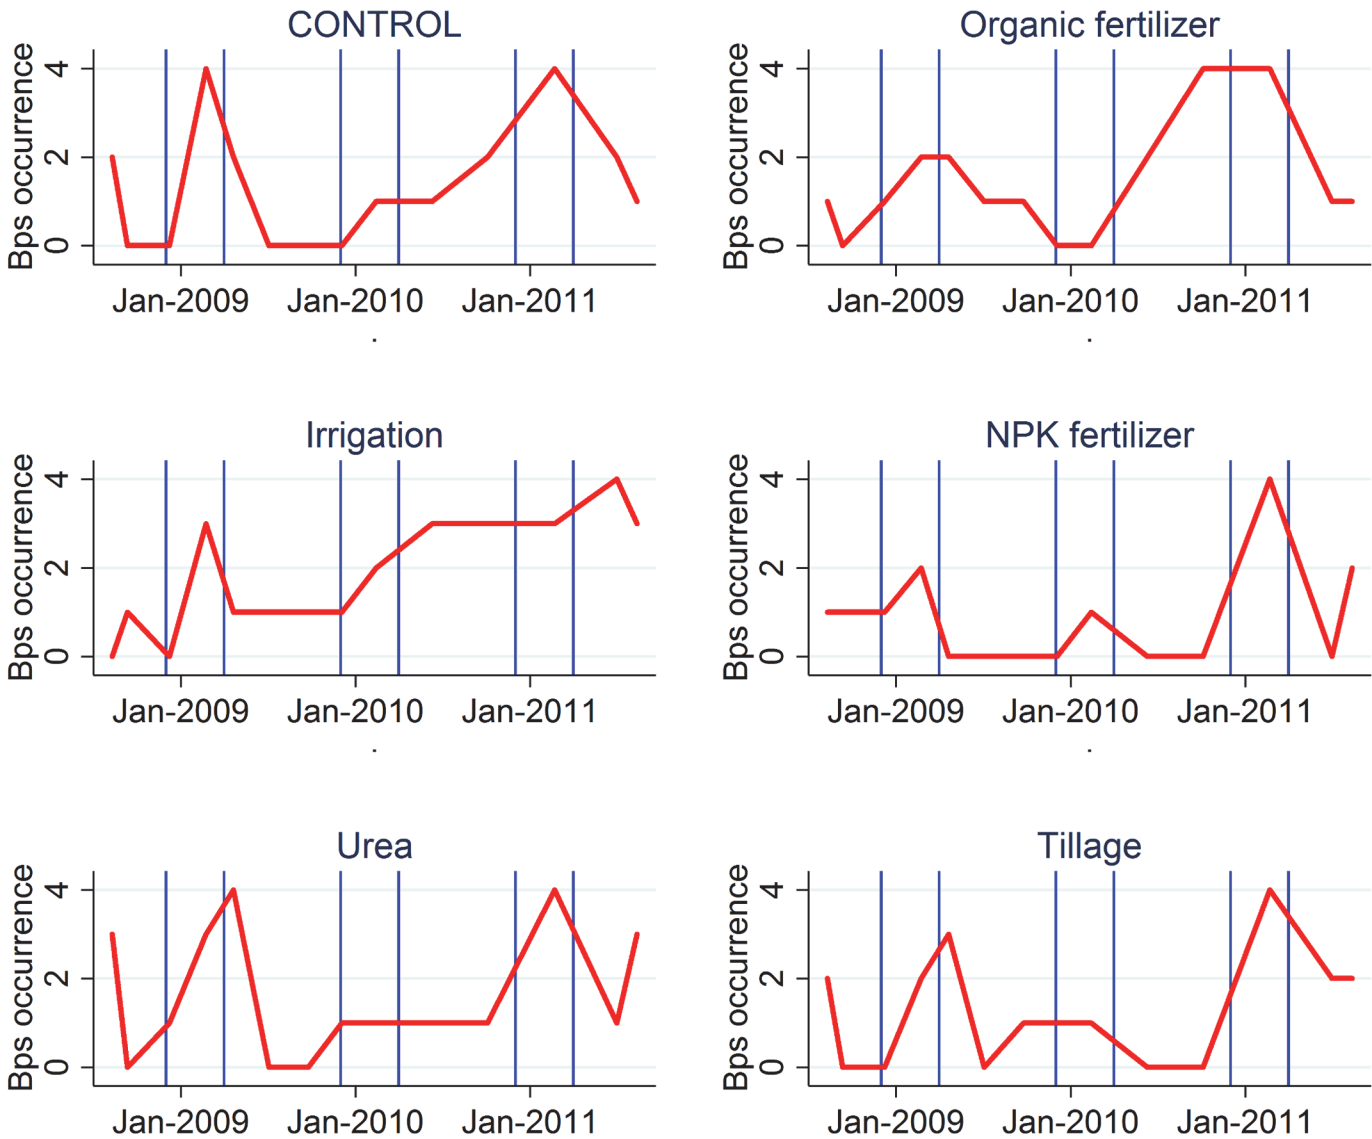 CONTROL
Bps occurrence
4
2
0
Jan-2009 Jan-2010 Jan-2011
.
Organic fertilizer
Bps occurrence
4
2
0
Jan-2009 Jan-2010 Jan-2011
.
Irrigation
Bps occurrence
4
2
0
Jan-2009 Jan-2010 Jan-2011
.
NPK fertilizer
Bps occurrence
4
2
0
Jan-2009 Jan-2010 Jan-2011
.
Urea
Bps occurrence
4
2
0
Jan-2009 Jan-2010 Jan-2011
Tillage
Bps occurrence
4
2
0
Jan-2009 Jan-2010 Jan-2011